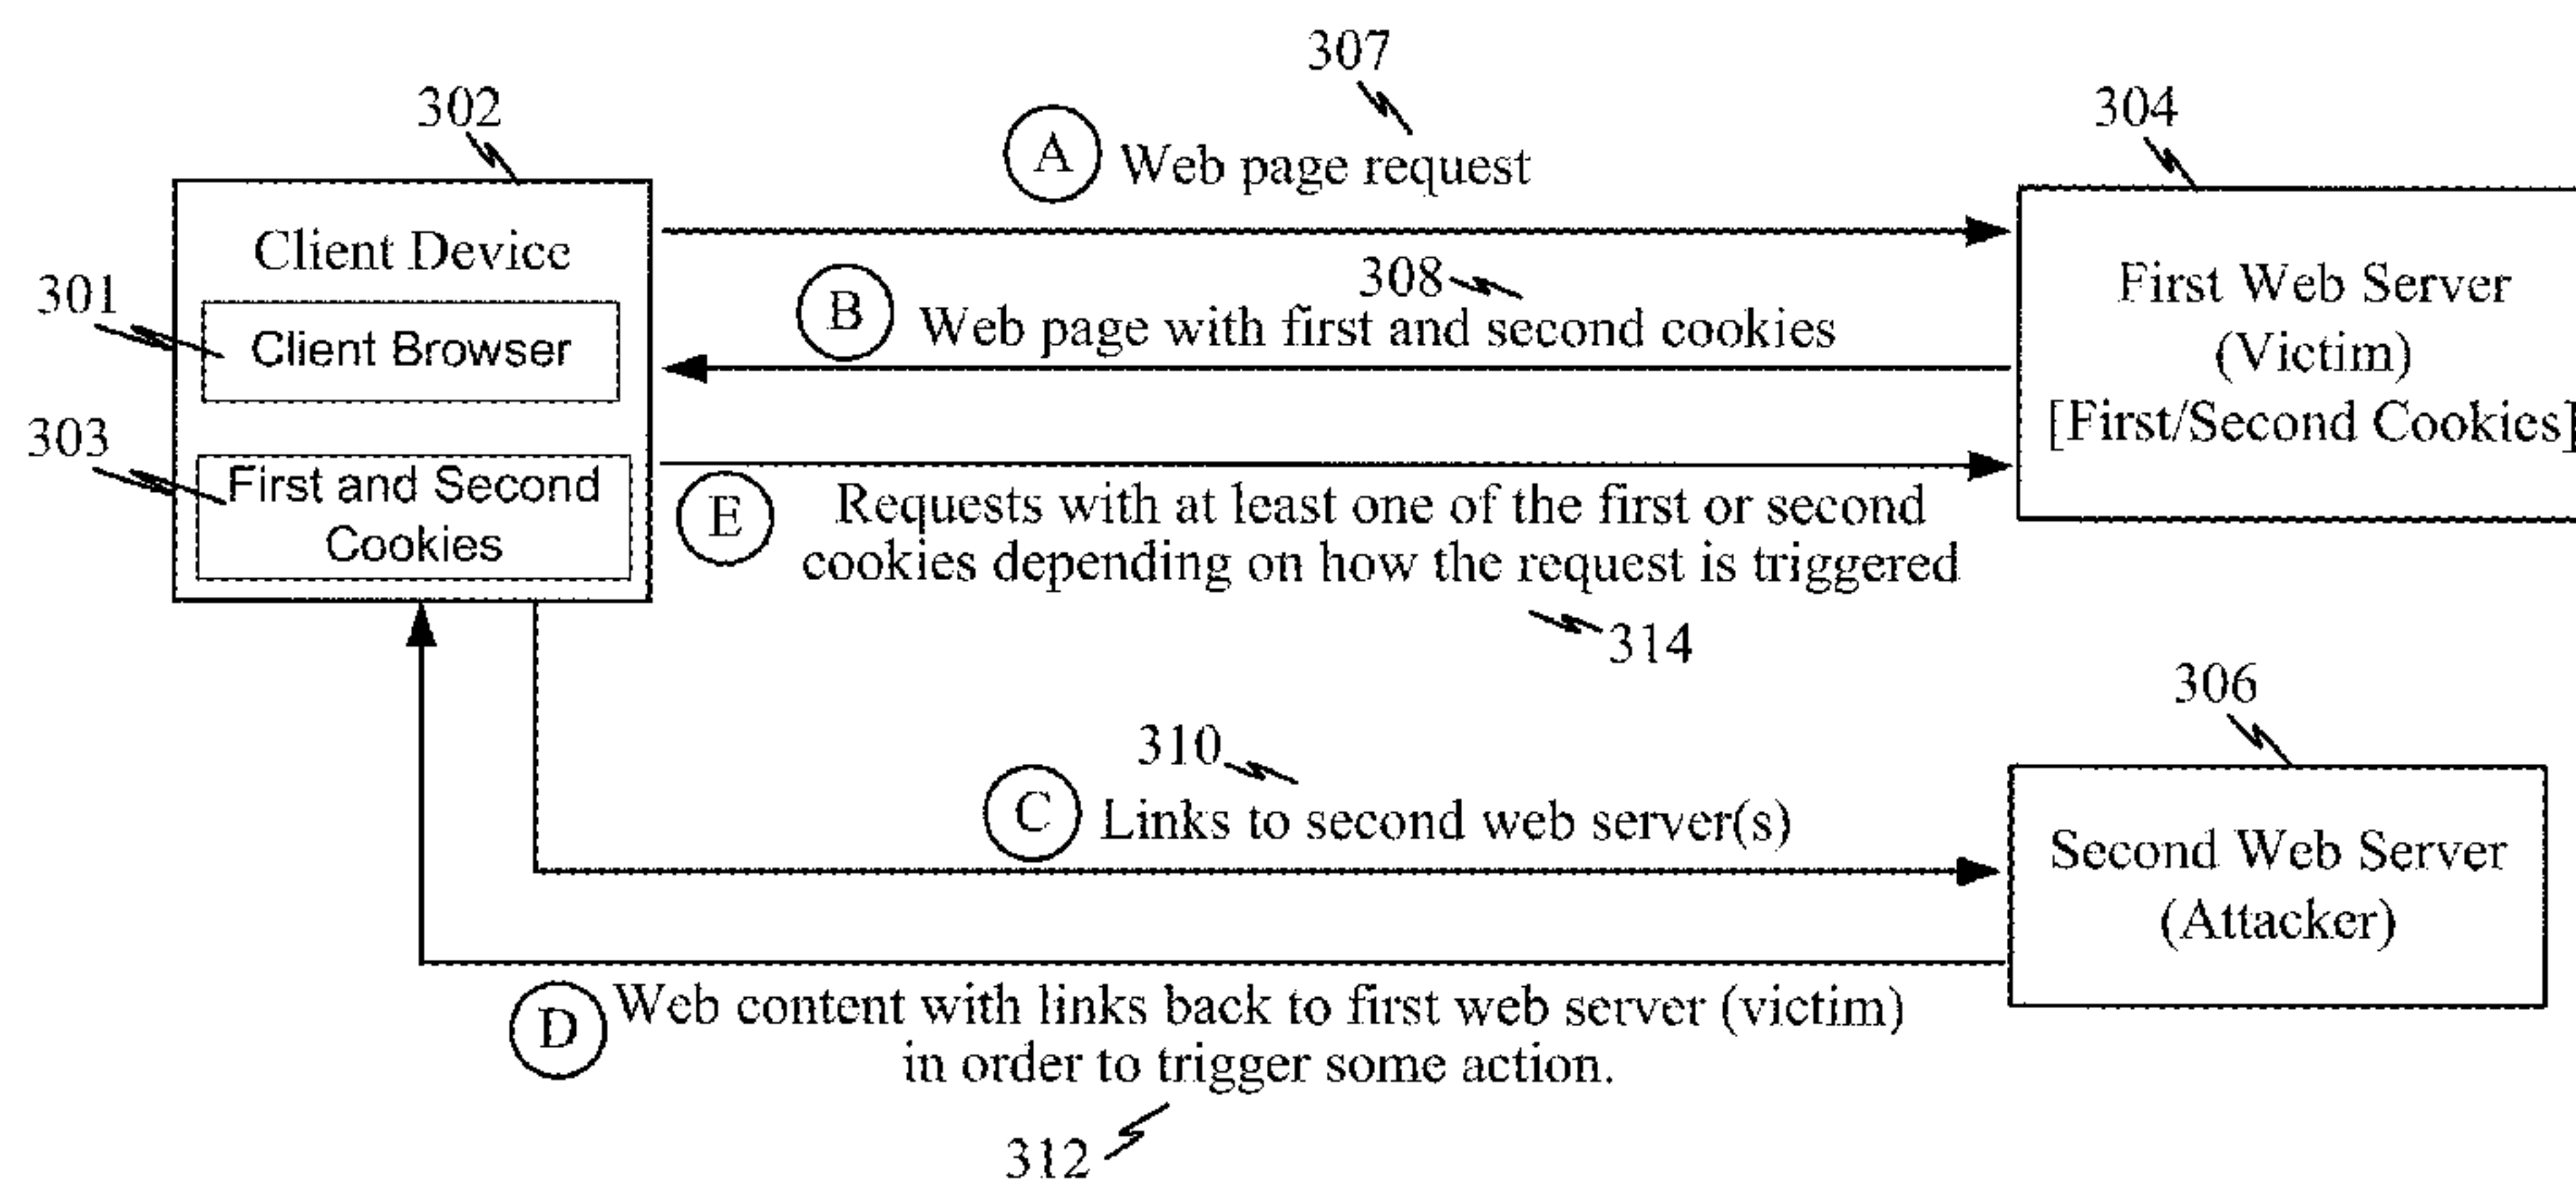 307
302
304
A Web page request
Client Device
308
301
B Web page with first and second cookies
First Web Server
Client Browser
(Victim)
303
[First/Second Cookies]
First and Second
Cookies
E Requests with at least one of the first or second
cookies depending on how the request is triggered
314
306
310
C Links to second web server(s)
Second Web Server
(Attacker)
D Web content with links back to first web server (victim)
in order to trigger some action.
312